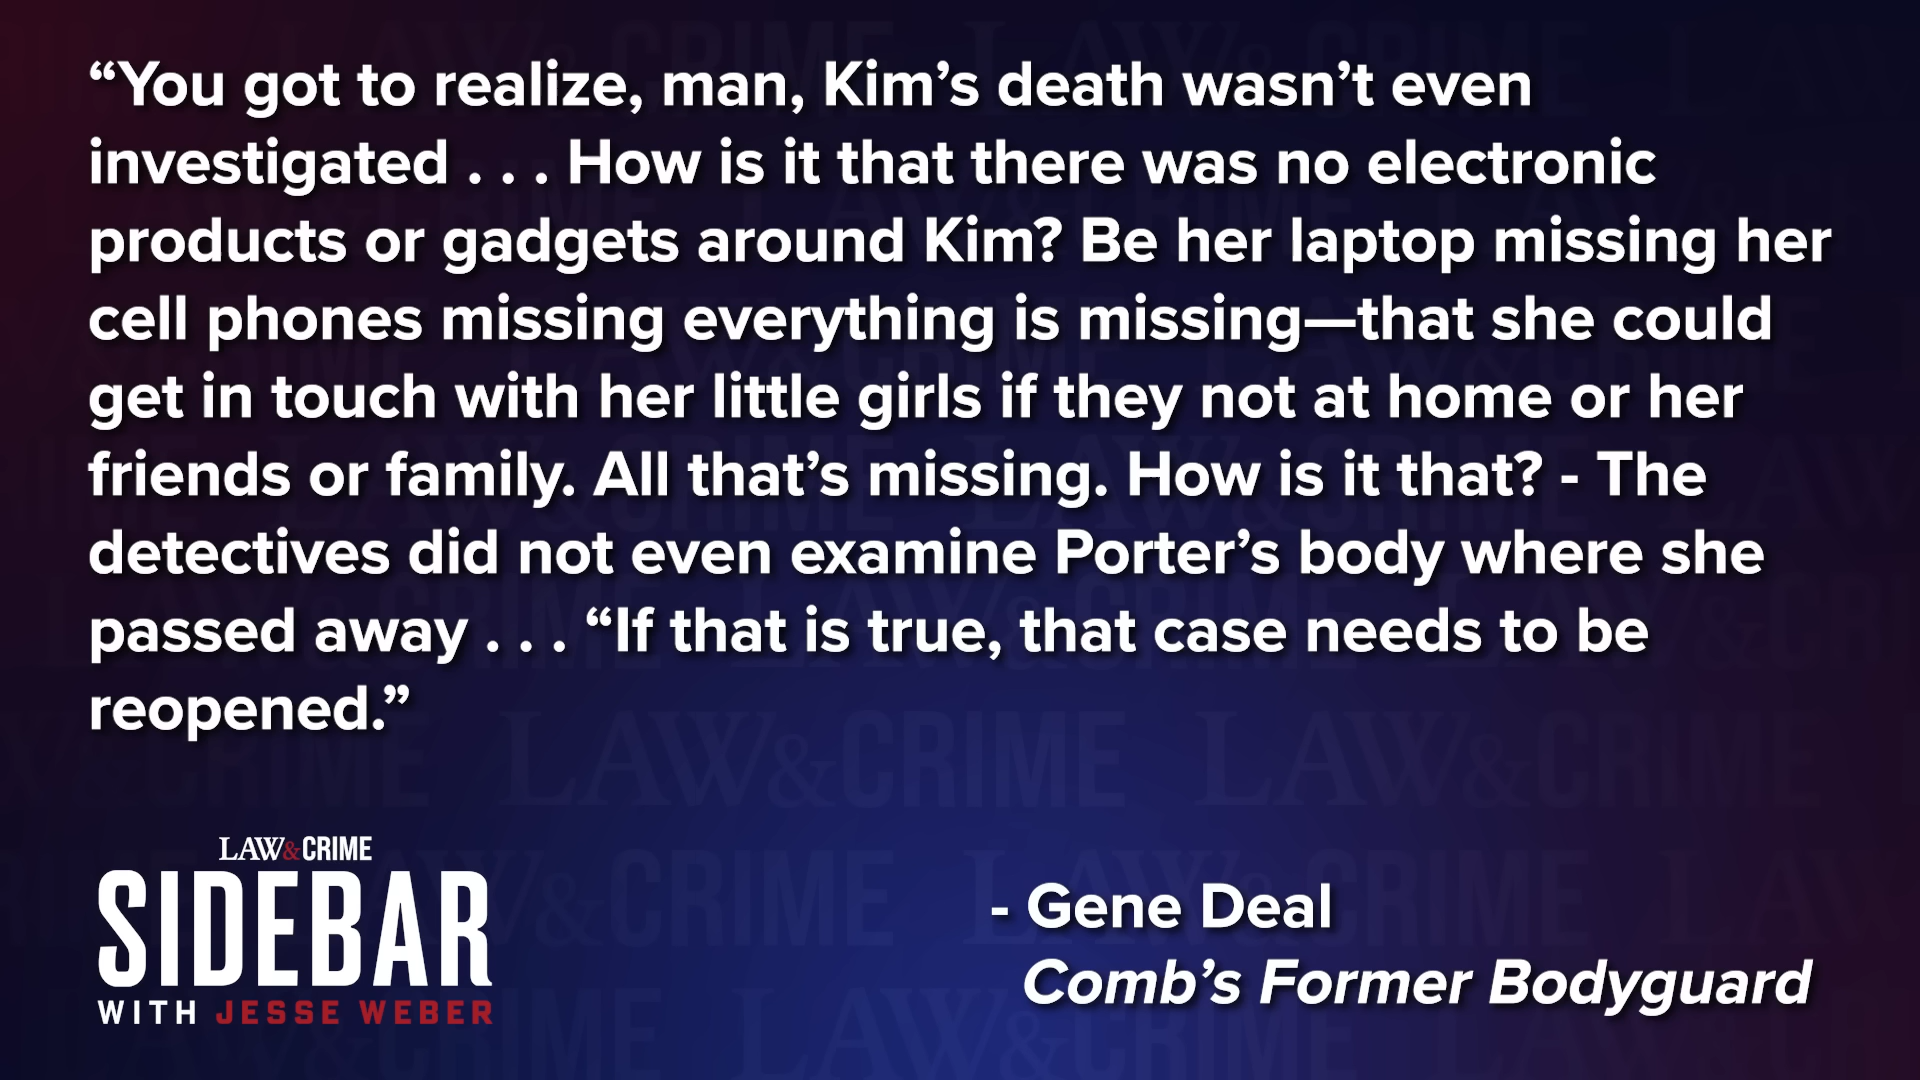 “You got to realize, man, Kim’s death wasn’t even
investigated . . . How is it that there was no electronic
products or gadgets around Kim? Be her laptop missing her
cell phones missing everything is missing—that she could
get in touch with her little girls if they not at home or her
friends or family. All that’s missing. How is it that? - The
detectives did not even examine Porter’s body where she
passed away . . . “If that is true, that case needs to be
reopened.”
LAW&CRIME
SIDEBAR
WITH JESSE WEBER
- Gene Deal
Comb’s Former Bodyguard